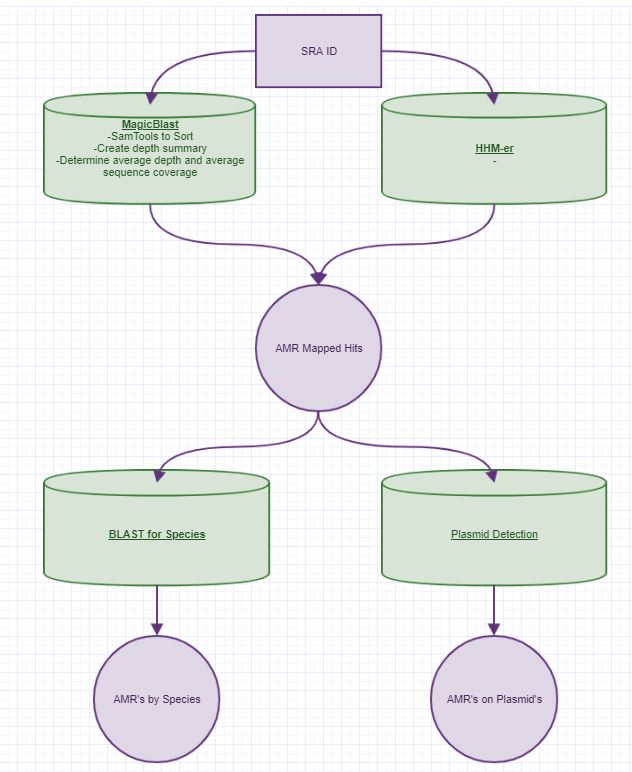 SRA ID
MagicBlast
-SamTools to Sort
-Create depth summary
-Determine average depth and average
sequence coverage
HHM-er
-
AMR Mapped Hits
BLAST for Species
Plasmid Detection
AMR's by Species
AMR's on Plasmid's